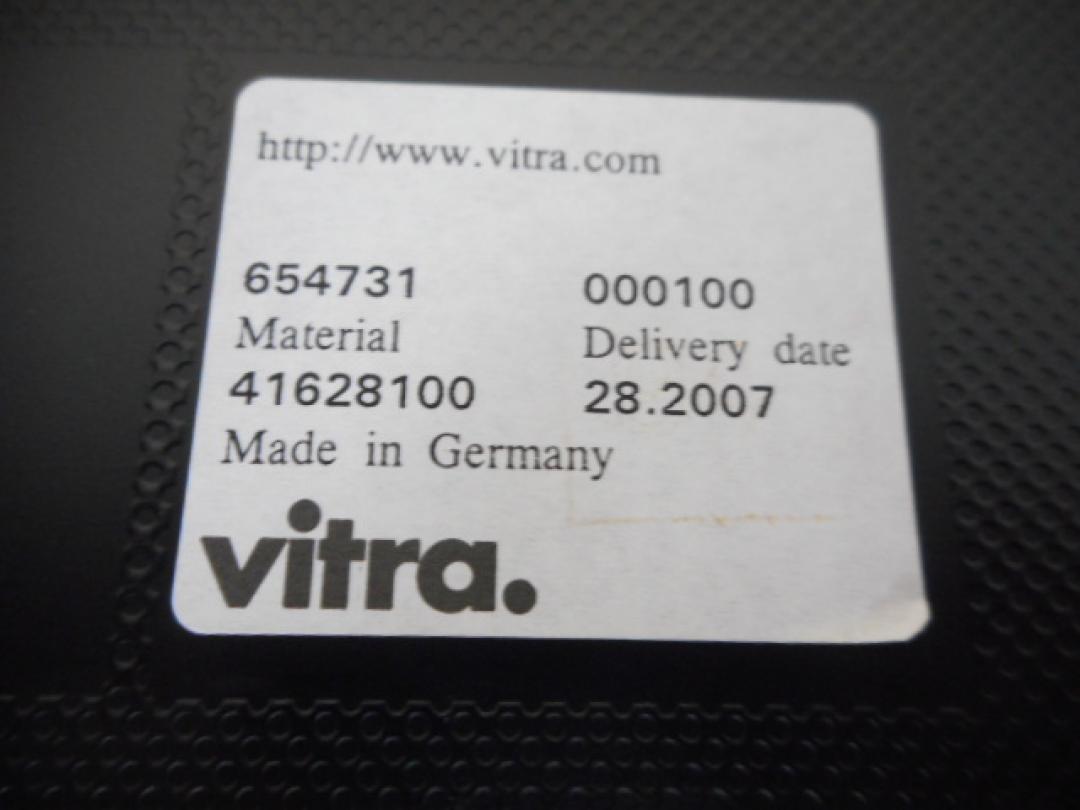 http://www.vitra.com
654731 000100
Material Delivery date
41628100 28.2007
Made in Germany
vitra.